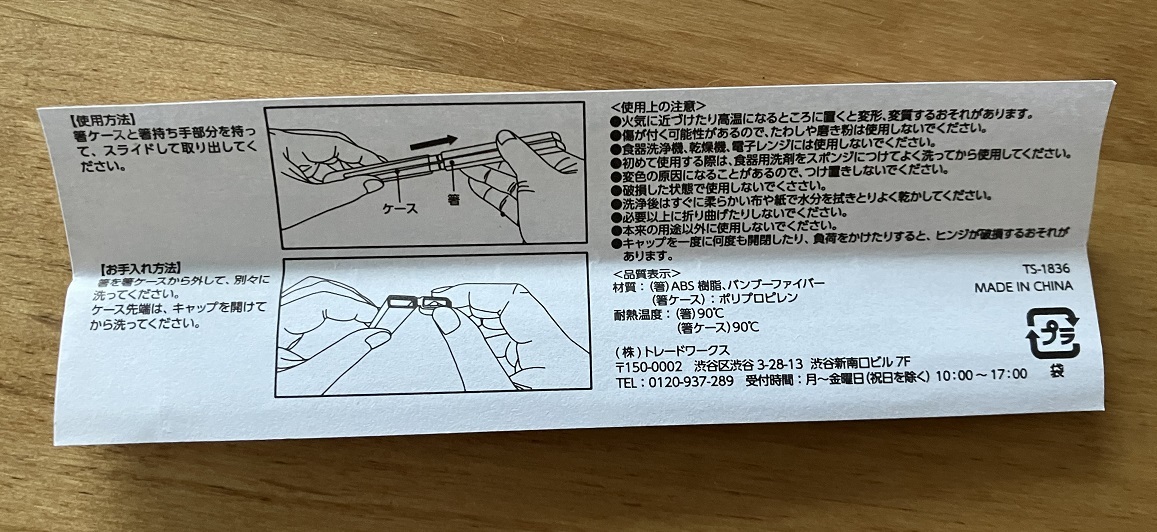 【使用方法】
箸ケースと箸持ち手部分を持っ
て、スライドして取り出してく
ださい。
ケース
箸
【お手入れ方法】
箸を箸ケースから外して、別々に
洗ってください。
ケース先端は、キャップを開けて
から洗ってください。
<使用上の注意>
●火気に近づけたり高温になるところに置くと変形、変質するおそれがあります。
●傷が付く可能性があるので、たわしや磨き粉は使用しないでください。
●食器洗浄機、乾燥機、電子レンジには使用しないでください。
●初めて使用する際は、食器用洗剤をスポンジにつけてよく洗ってから使用してください。
●変色の原因になることがあるので、つけ置きしないでください。
●破損した状態で使用しないでくささい。
●洗浄後はすぐに柔らかい布や紙で水分を拭きとりよく乾かしてください。
●必要以上に折り曲げたりしないでください。
●本来の用途以外に使用しないでください。
●キャップを一度に何度も開閉したり、負荷をかけたりすると、ヒンジが破損するおそれが
あります。
<品質表示>
材質：（箸）ABS 樹脂、バンブーファイバー
（箸ケース）：ポリプロピレン
耐熱温度：（箸）90℃
（箸ケース）90℃
（株）トレードワークス
〒150-0002 渋谷区渋谷 3-28-13 渋谷新南口ビル 7F
TEL：0120-937-289 受付時間：月～金曜日（祝日を除く）10：00～17：00
TS-1836
MADE IN CHINA
プラ
袋